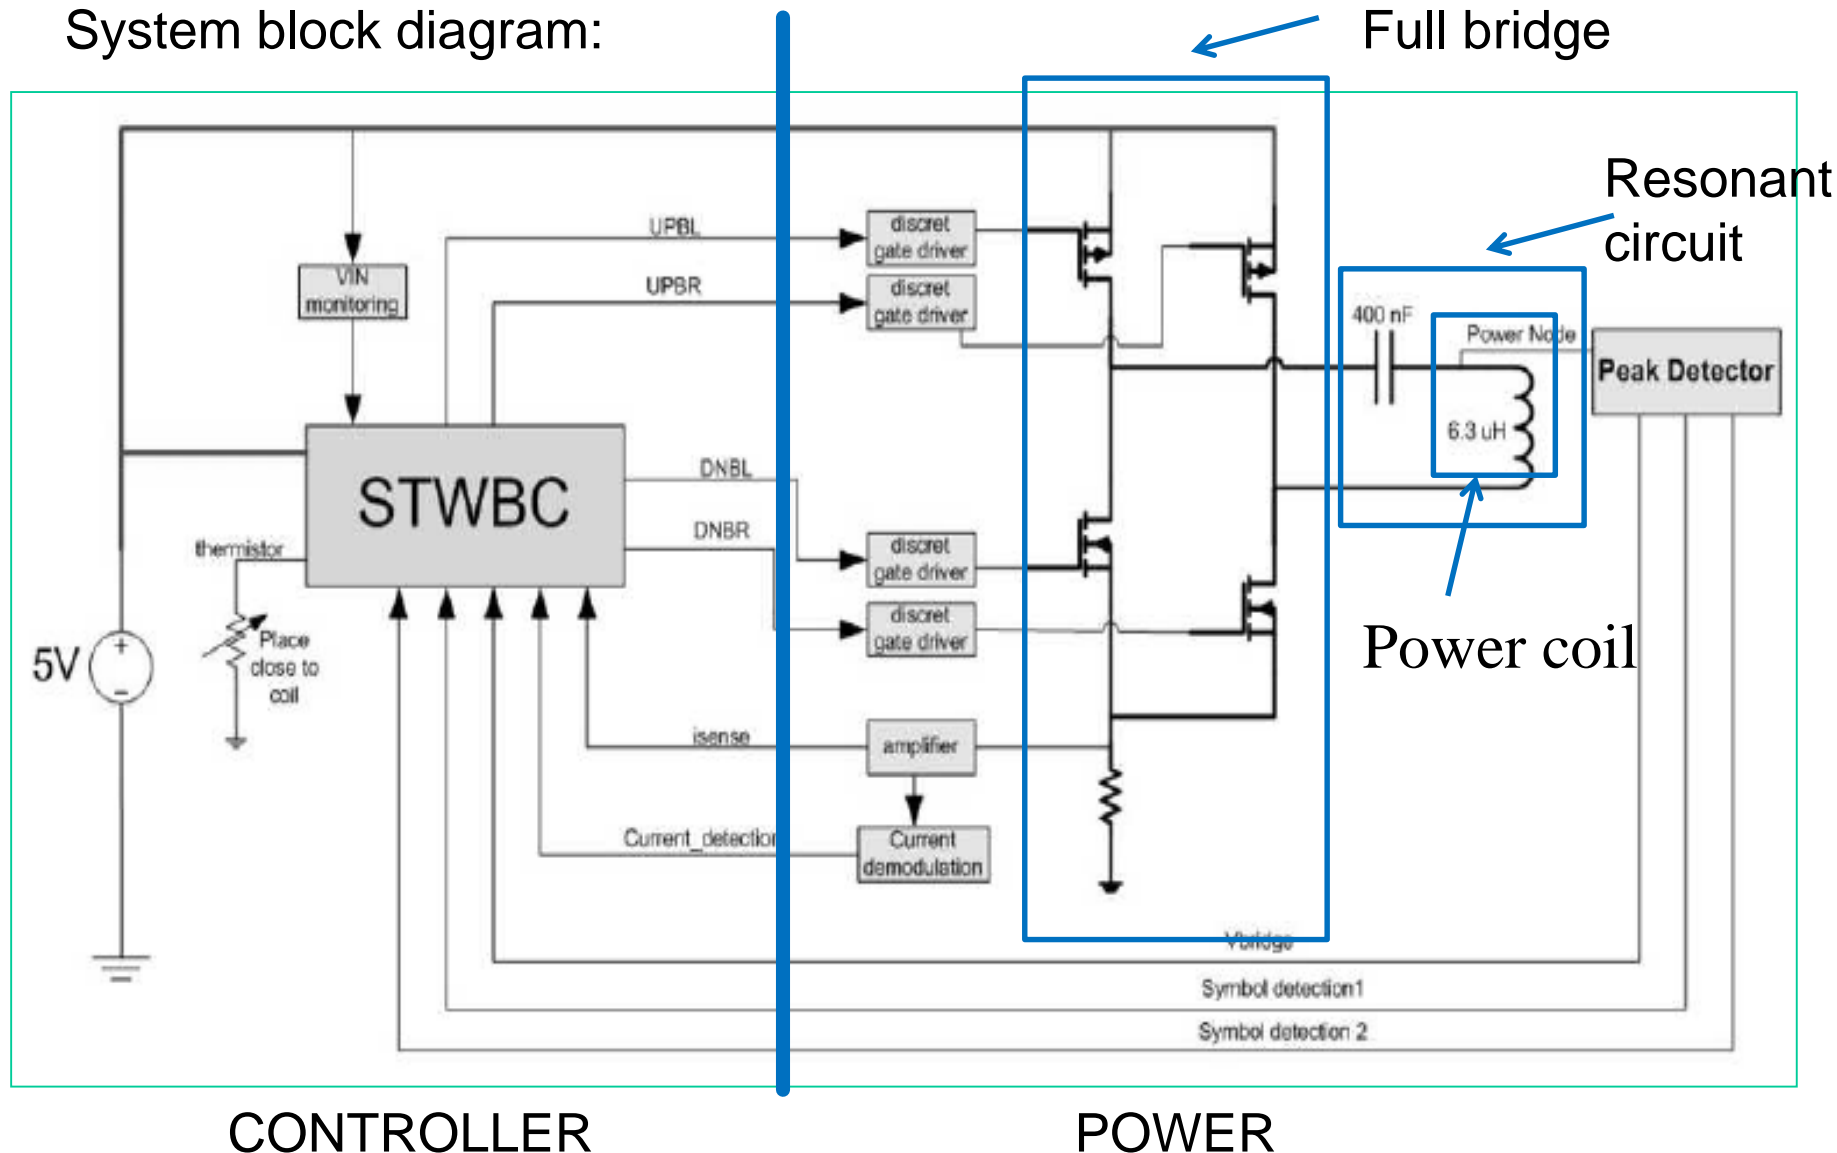 System block diagram:
Full bridge
Resonant
circuit
UPBL
discret
gate driver
UPBR
discret
gate driver
VIN
monitoring
400 nF
Power Node
Peak Detector
6.3 uH
STWBC
DNBL
DNBR
discret
gate driver
discret
gate driver
thermistor
Place
close to
coil
5V
Power coil
isense
amplifier
Current_detection
Current
demodulation
Vbridge
Symbol detection1
Symbol detection 2
CONTROLLER
POWER